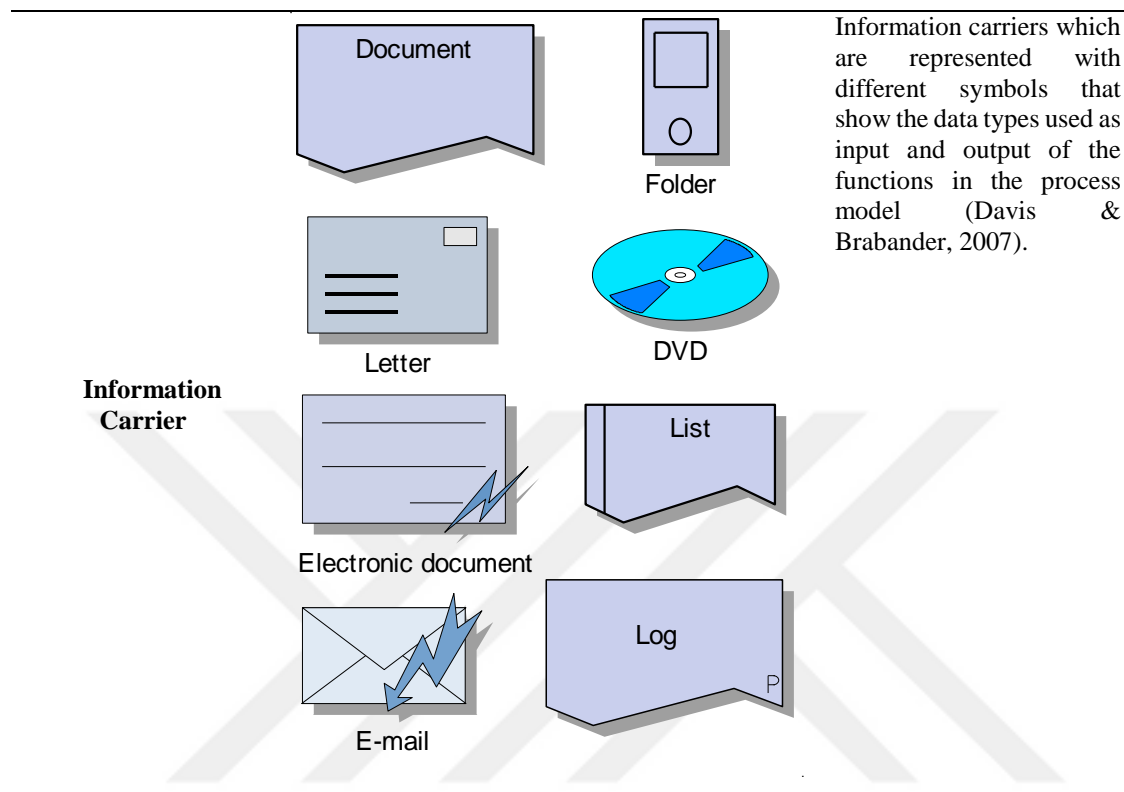 Information
Carrier
Document
Folder
Letter
DVD
Electronic document
List
E-mail
Log
P
Information carriers which
are represented with
different symbols that
show the data types used as
input and output of the
functions in the process
model (Davis &
Brabander, 2007).